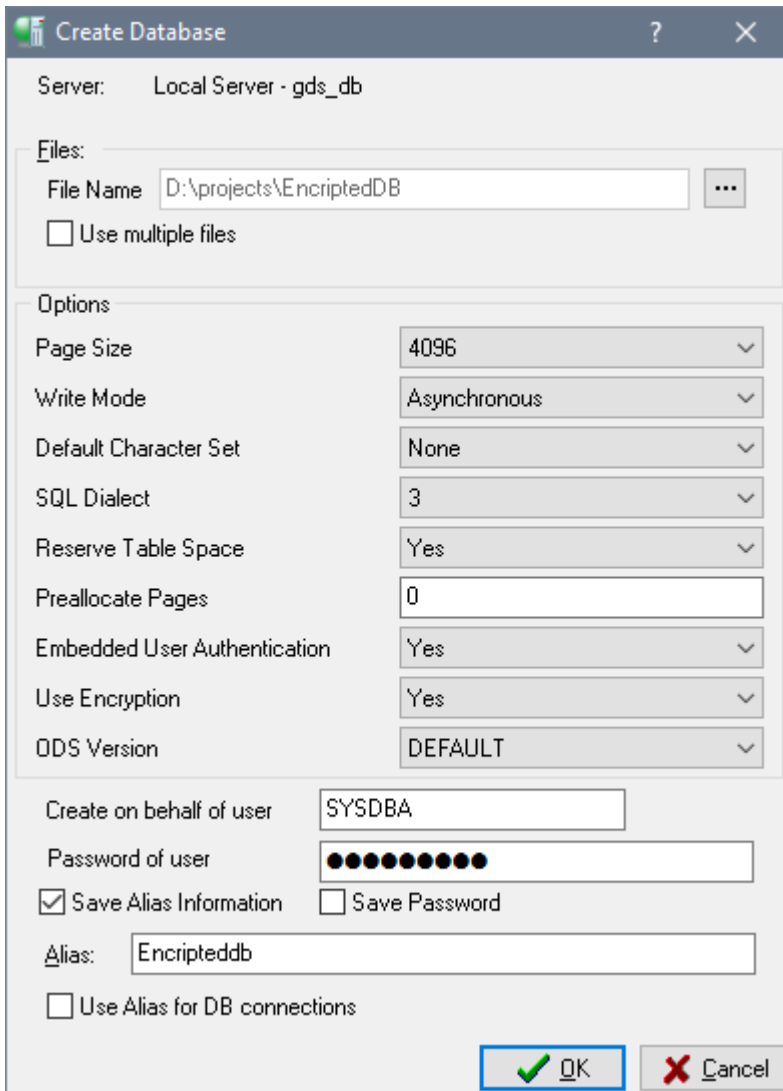 Create Database ?
Server: Local Server - gds_db
Files:
File Name D:\projects\EncriptedDB ...
Use multiple files
Options
Page Size 4096
Write Mode Asynchronous
Default Character Set None
SQL Dialect 3
Reserve Table Space Yes
Preallocate Pages 0
Embedded User Authentication Yes
Use Encryption Yes
ODS Version DEFAULT
Create on behalf of user SYSDBA
Password of user ●●●●●●●●●
Save Alias Information Save Password
Alias: Encripteddb
Use Alias for DB connections
OK Cancel